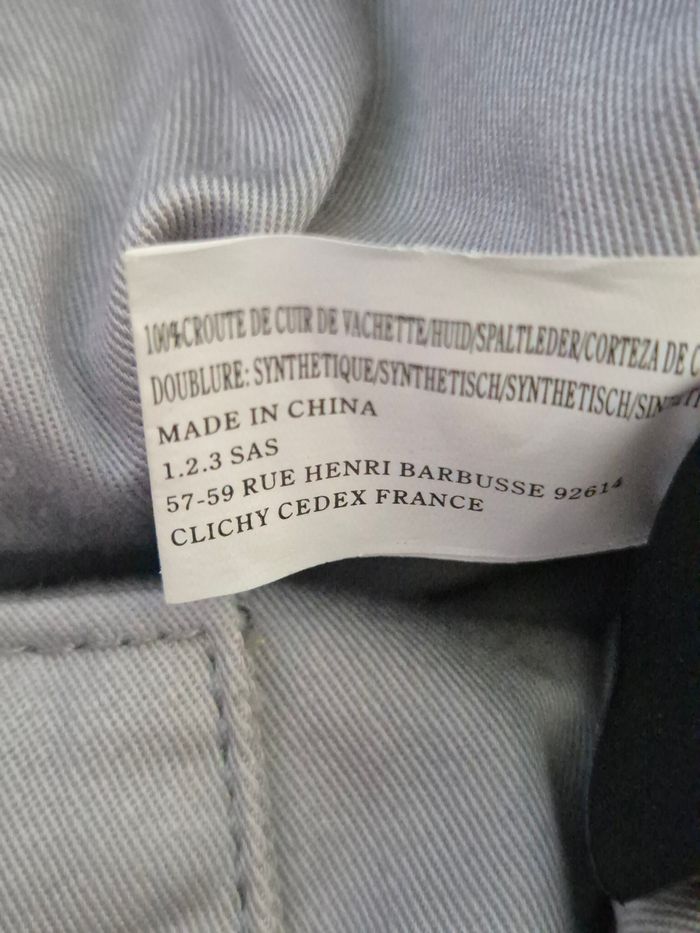 100%CROUTE DE CUIR DE VACHETTE/HUID/SPALTLEDER/CORTEZA DE
DOUBLURE: SYNTHETIQUE/SYNTHETISCH/SYNTHETISCH/
MADE IN CHINA
1.2.3 SAS
57-59 RUE HENRI BARBUSSE 92614
CLICHY CEDEX FRANCE